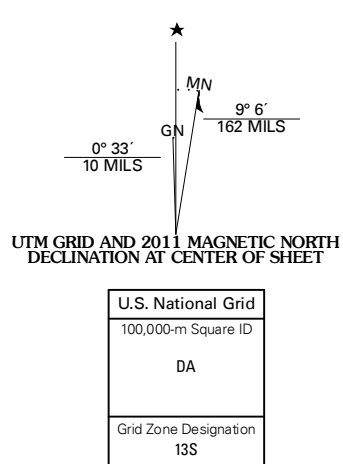 MN
9° 6´
162 MILS
GN
0° 33´
10 MILS
UTM GRID AND 2011 MAGNETIC NORTH
DECLINATION AT CENTER OF SHEET
U.S. National Grid
100,000-m Square ID
DA
Grid Zone Designation
13S